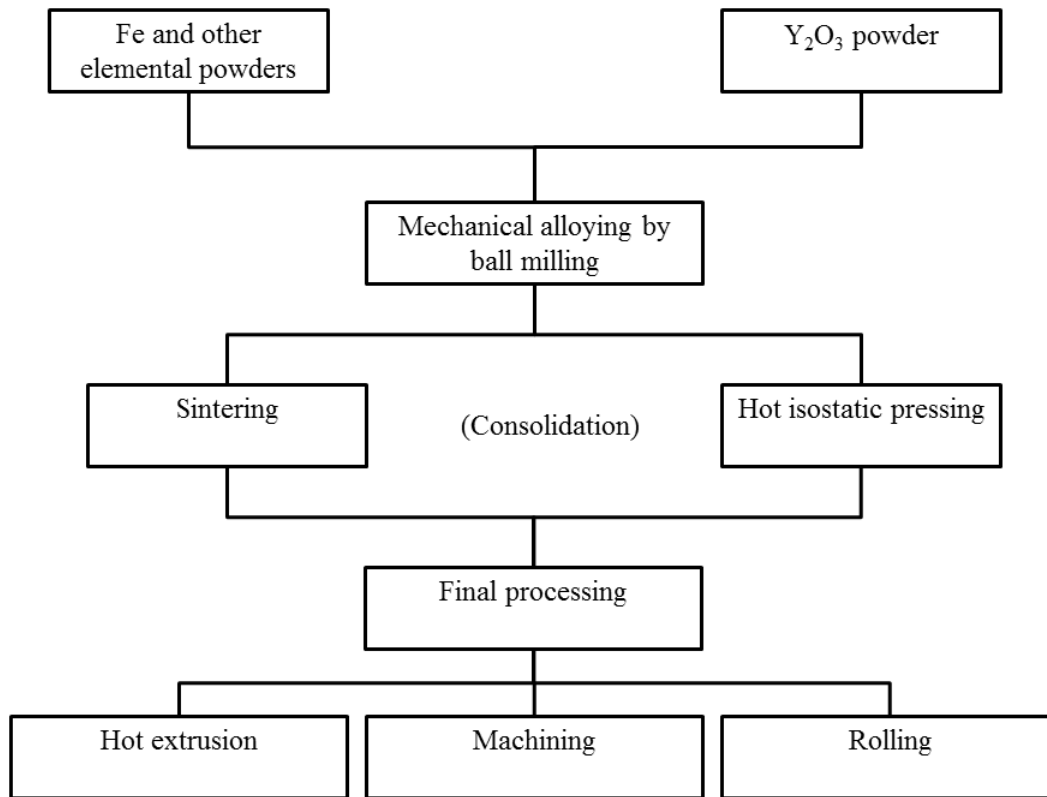 Fe and other
elemental powders
Y₂O₃ powder
Mechanical alloying by
ball milling
Sintering
(Consolidation)
Hot isostatic pressing
Final processing
Hot extrusion
Machining
Rolling